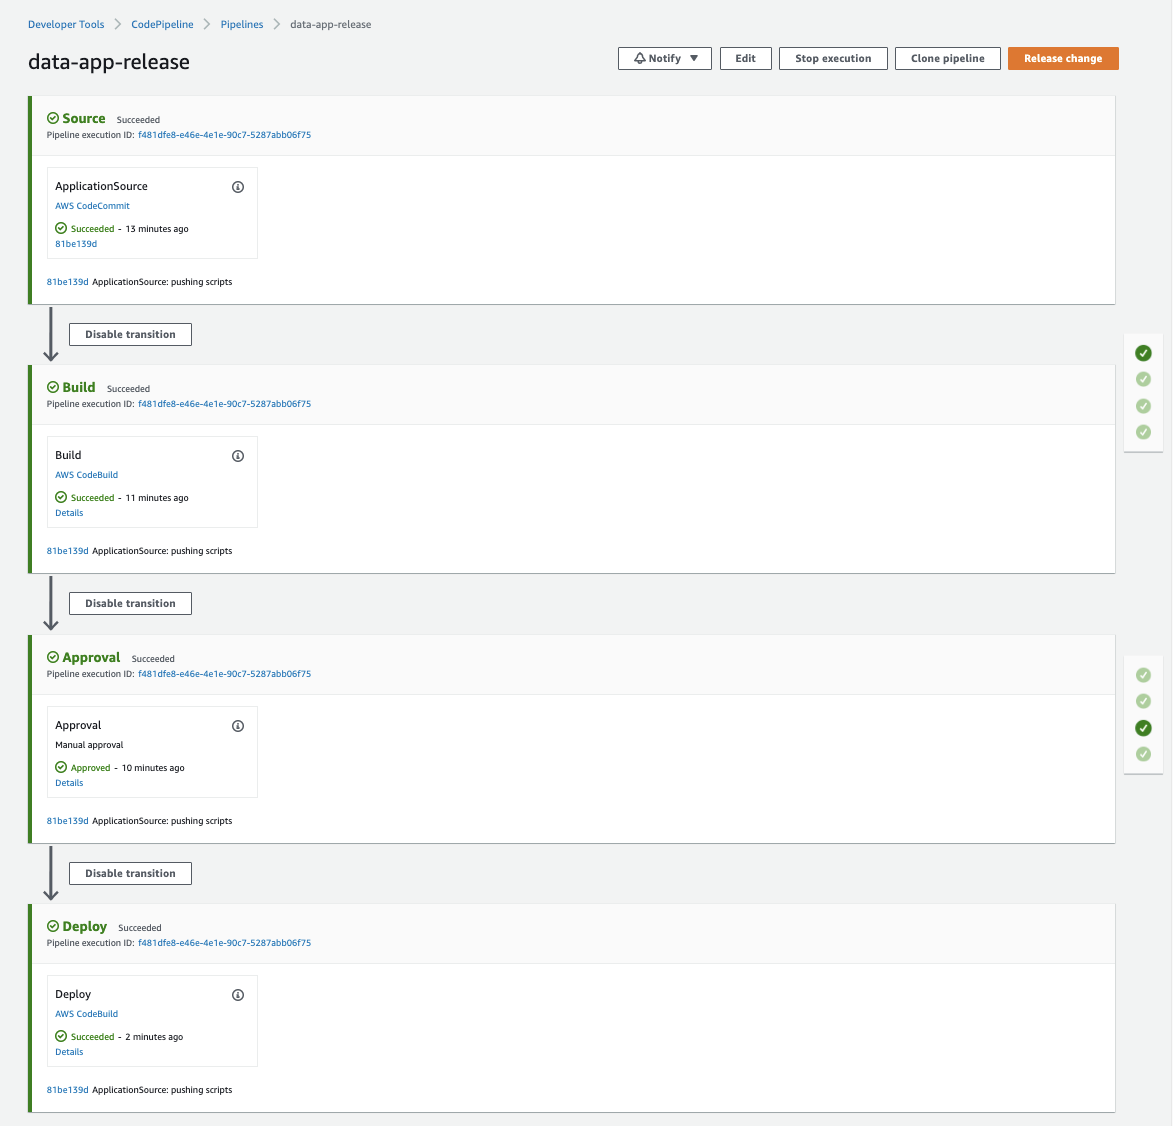 Developer Tools > CodePipeline > Pipelines > data-app-release
data-app-release
Notify ▼ Edit Stop execution Clone pipeline Release change
Source Succeeded
Pipeline execution ID: f481dfe8-e46e-4e1e-90c7-5287abb06f75
ApplicationSource
AWS CodeCommit
Succeeded - 13 minutes ago
81be139d
81be139d ApplicationSource: pushing scripts
Disable transition
Build Succeeded
Pipeline execution ID: f481dfe8-e46e-4e1e-90c7-5287abb06f75
Build
AWS CodeBuild
Succeeded - 11 minutes ago
Details
81be139d ApplicationSource: pushing scripts
Disable transition
Approval Succeeded
Pipeline execution ID: f481dfe8-e46e-4e1e-90c7-5287abb06f75
Approval
Manual approval
Approved - 10 minutes ago
Details
81be139d ApplicationSource: pushing scripts
Disable transition
Deploy Succeeded
Pipeline execution ID: f481dfe8-e46e-4e1e-90c7-5287abb06f75
Deploy
AWS CodeBuild
Succeeded - 2 minutes ago
Details
81be139d ApplicationSource: pushing scripts